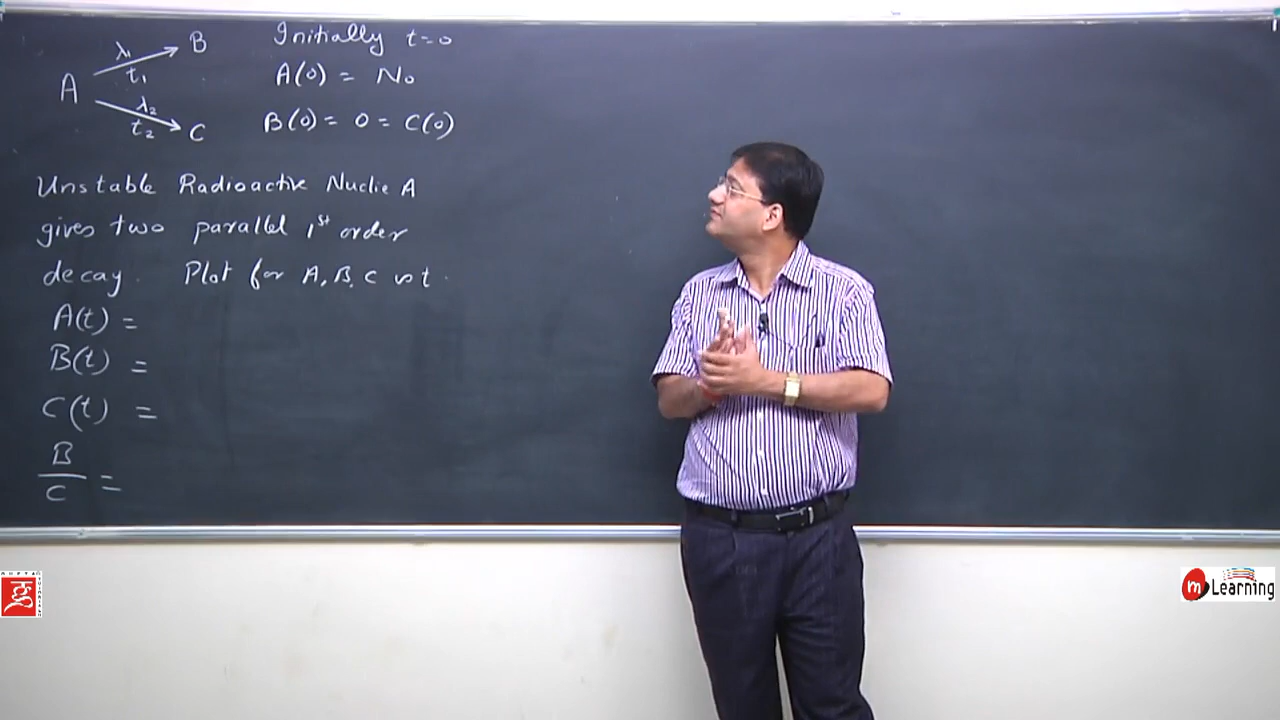 A λ1 t1 B
λ2 t2 C
Initially t=0
A(0) = No
B(0) = 0 = C(0)
Unstable Radioactive Nuclie A
gives two parallel 1st order
decay. Plot for A, B, C vs t.
A(t) =
B(t) =
C(t) =
B
C =
m Learning